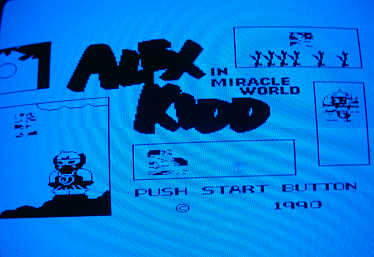 ALEX
IN
MIRACLE
WORLD
KIDD
PUSH START BUTTON
© 1990